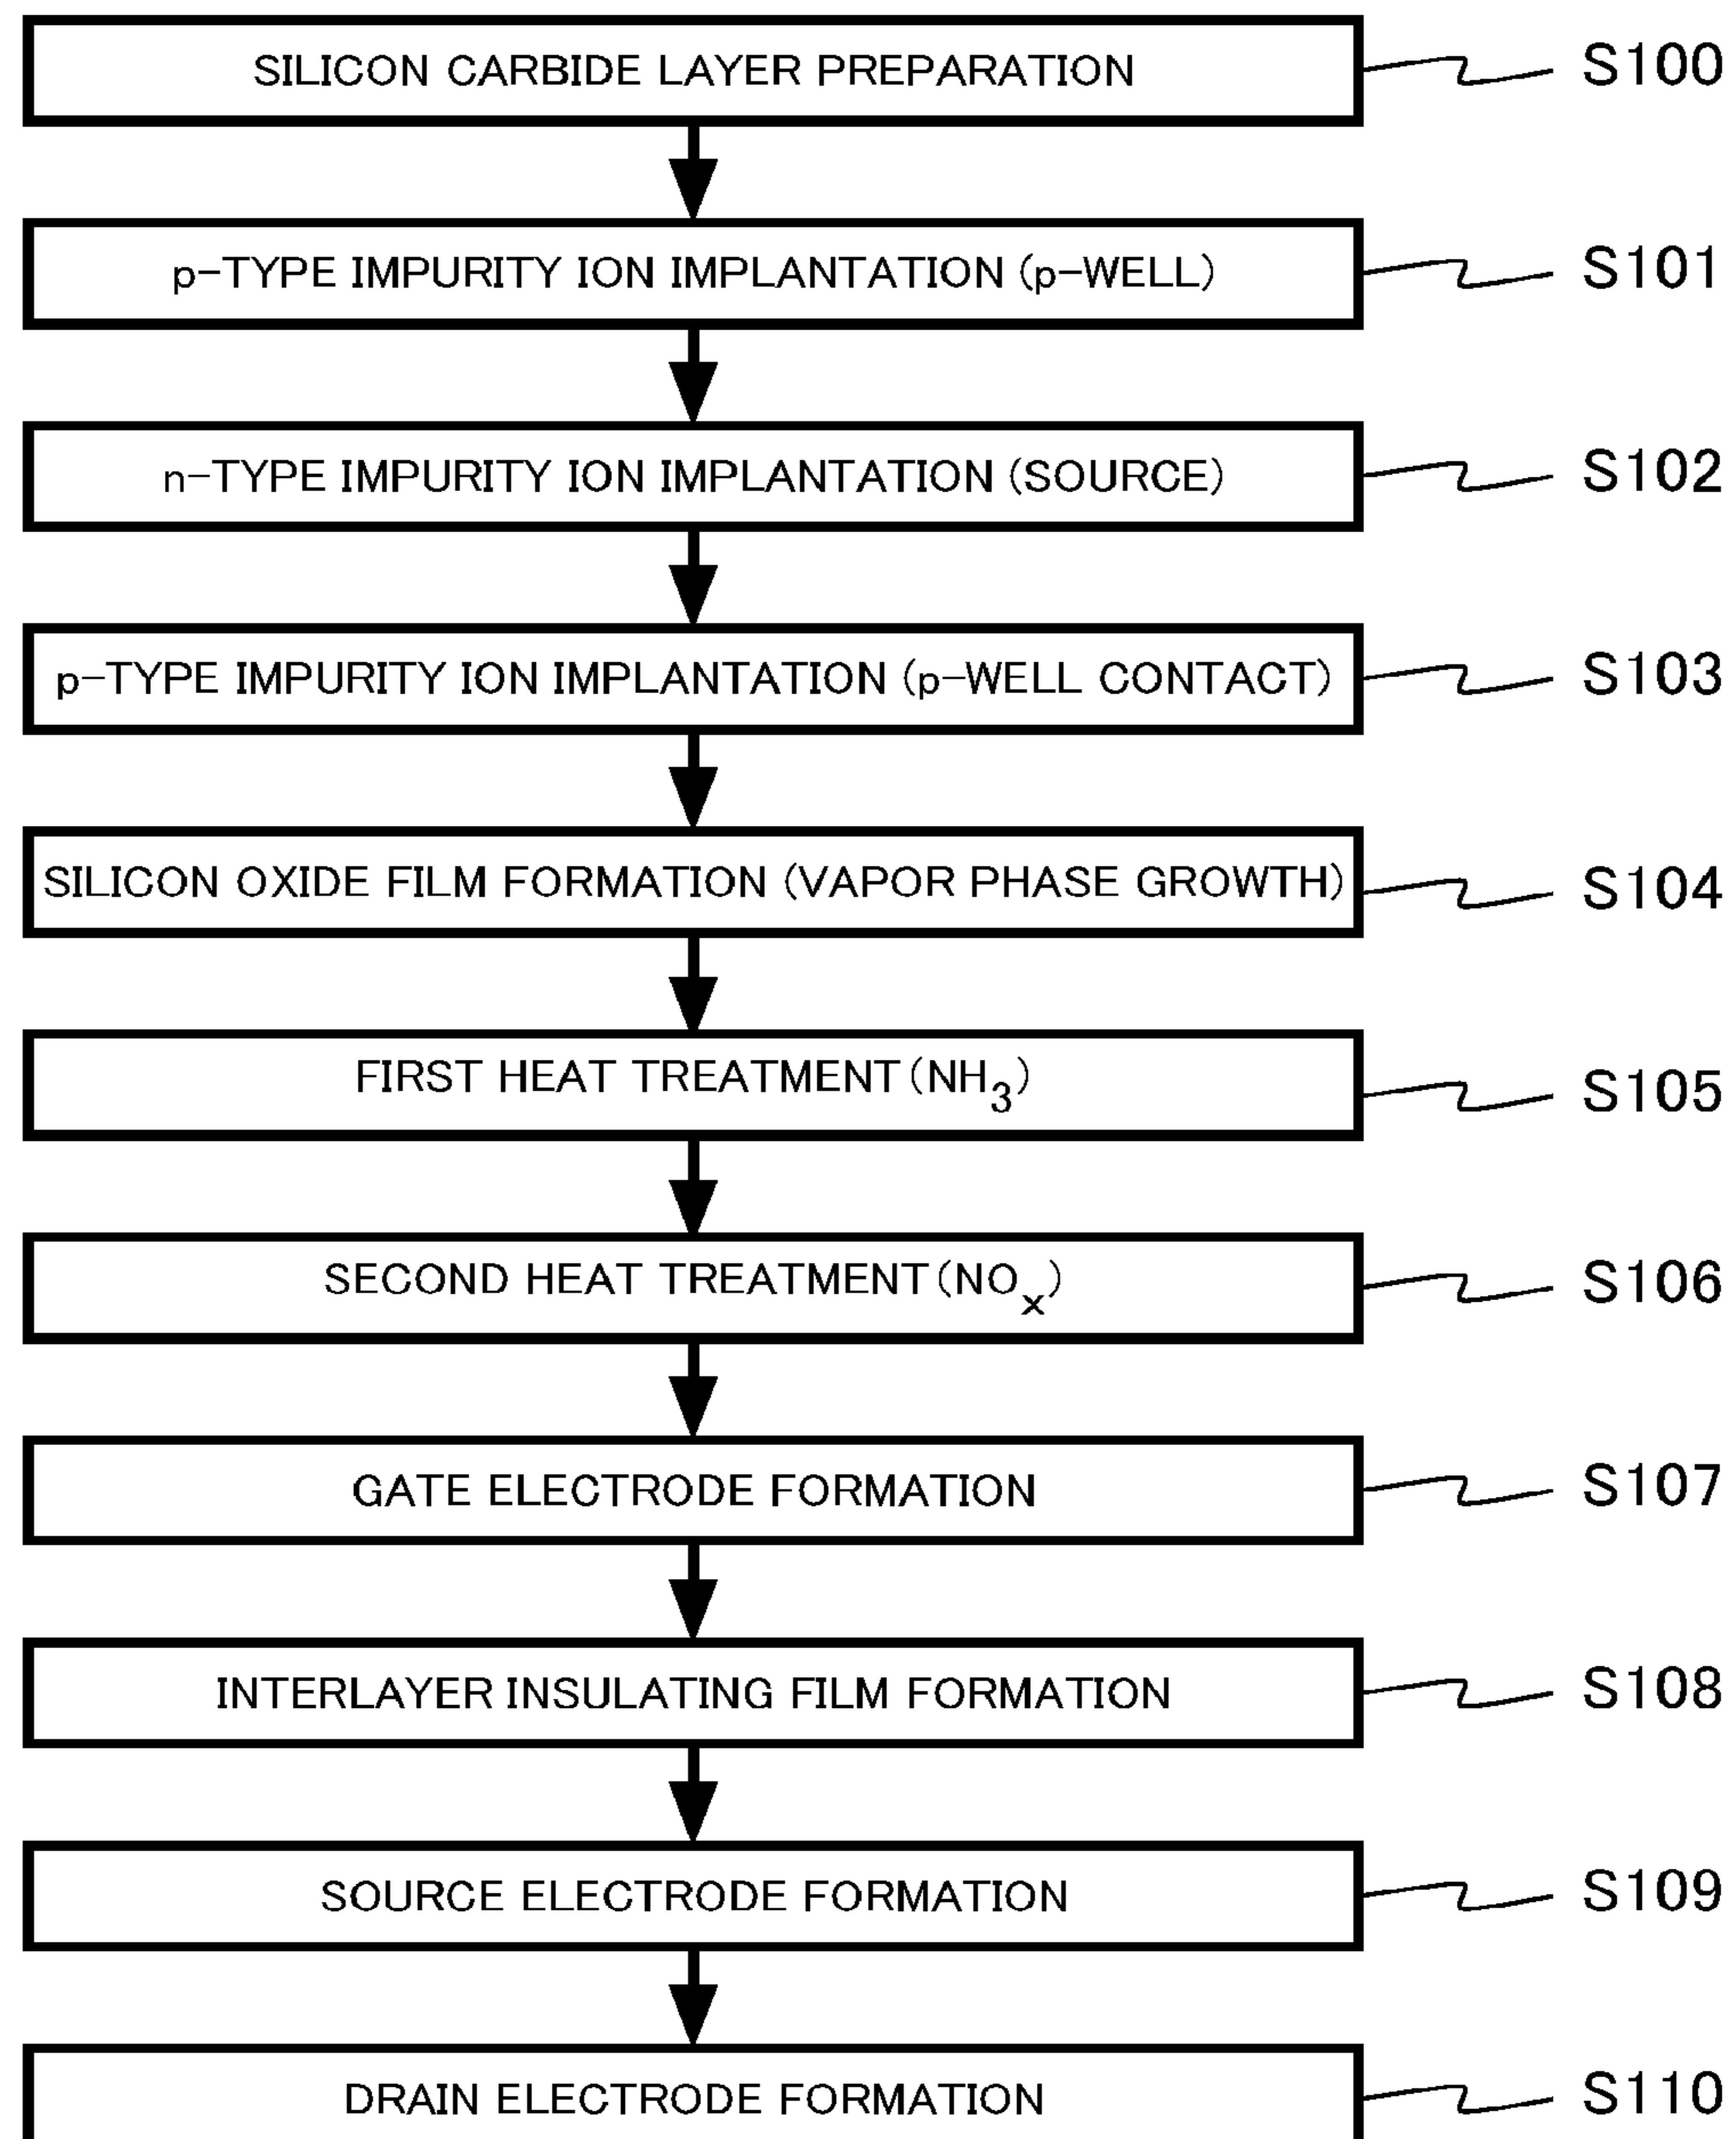 SILICON CARBIDE LAYER PREPARATION S100
p-TYPE IMPURITY ION IMPLANTATION (p-WELL) S101
n-TYPE IMPURITY ION IMPLANTATION (SOURCE) S102
p-TYPE IMPURITY ION IMPLANTATION (p-WELL CONTACT) S103
SILICON OXIDE FILM FORMATION (VAPOR PHASE GROWTH) S104
FIRST HEAT TREATMENT (NH₃) S105
SECOND HEAT TREATMENT (NOₓ) S106
GATE ELECTRODE FORMATION S107
INTERLAYER INSULATING FILM FORMATION S108
SOURCE ELECTRODE FORMATION S109
DRAIN ELECTRODE FORMATION S110